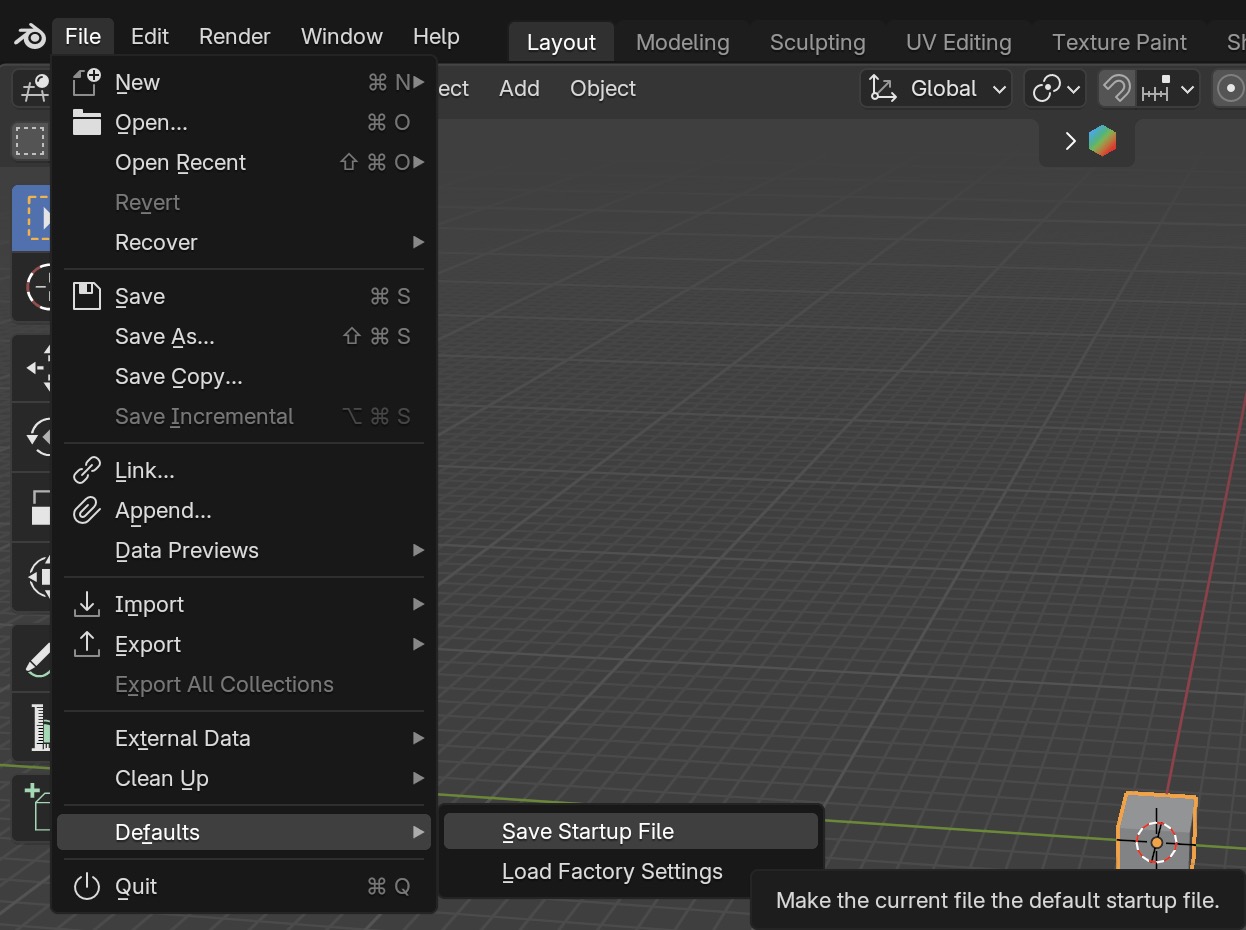 File Edit Render Window Help Layout Modeling Sculpting UV Editing Texture Paint
ect Add Object Global
New ⌘ N
Open... ⌘ O
Open Recent ⇧ ⌘ O
Revert
Recover
Save ⌘ S
Save As... ⇧ ⌘ S
Save Copy...
Save Incremental ⌥ ⌘ S
Link...
Append...
Data Previews
Import
Export
Export All Collections
External Data
Clean Up
Defaults
Save Startup File
Load Factory Settings
Quit ⌘ Q
Make the current file the default startup file.